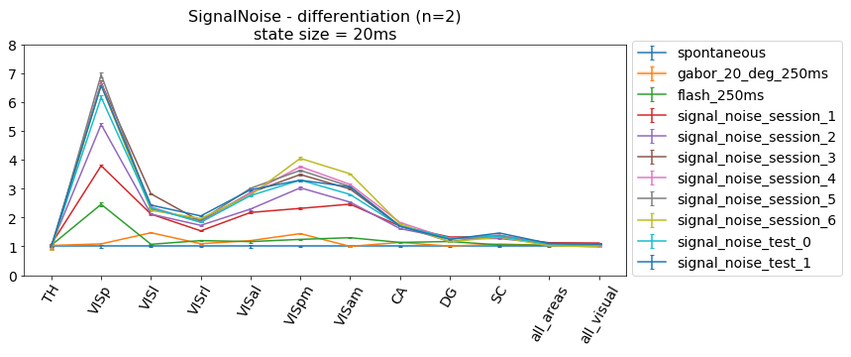 SignalNoise - differentiation (n=2)
state size = 20ms
8
7
6
5
4
3
2
1
0
TH
VISp
VISl
VISrl
VISal
VISpm
VISam
CA
DG
SC
all_areas
all_visual
spontaneous
gabor_20_deg_250ms
flash_250ms
signal_noise_session_1
signal_noise_session_2
signal_noise_session_3
signal_noise_session_4
signal_noise_session_5
signal_noise_session_6
signal_noise_test_0
signal_noise_test_1